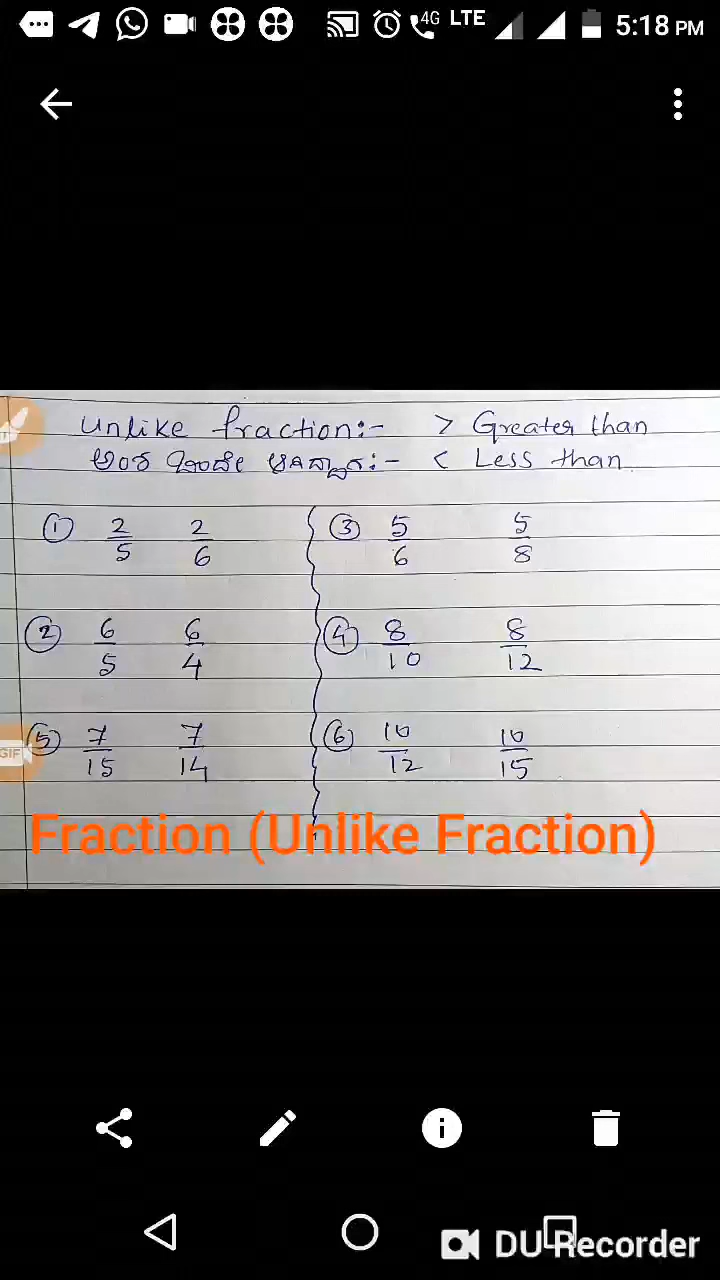 4G LTE 5:18 PM
Unlike fraction:- > Greater than
ಅಂಶ ಒಂದೇ ಆಗಿದ್ದಾಗ:- < Less than
① 2/5 2/6 ③ 5/6 5/8
② 6/5 6/4 ④ 8/10 8/12
⑤ 7/15 7/14 ⑥ 10/12 10/15
GIF
Fraction (Unlike Fraction)
DU Recorder